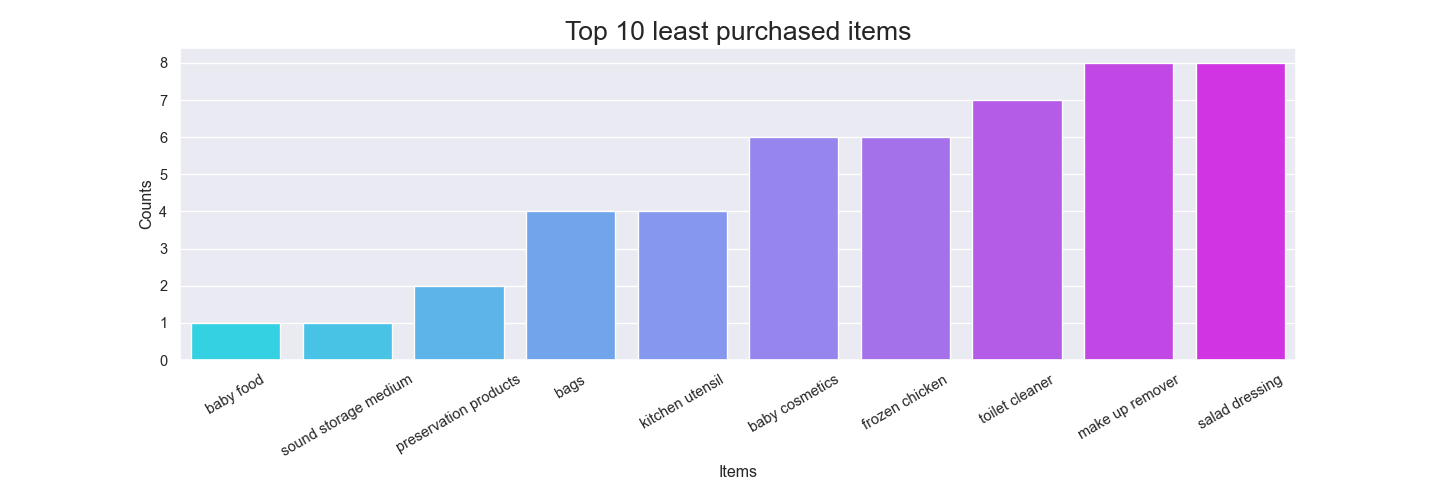 Top 10 least purchased items
8
7
6
5
4
3
2
1
0
Counts
baby food
sound storage medium
preservation products
bags
kitchen utensil
baby cosmetics
frozen chicken
toilet cleaner
make up remover
salad dressing
Items